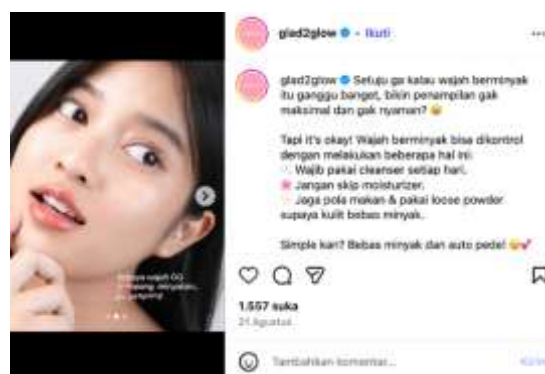 glad2glow • Ikuti
glad2glow Setuju ga kalau wajah berminyak
itu ganggu banget, bikin penampilan gak
maksimal dan gak nyaman?
Tapi it's okay! Wajah berminyak bisa dikontrol
dengan melakukan beberapa hal ini:
Wajib pakai cleanser setiap hari.
Jangan skip moisturizer.
Jaga pola makan & pakai loose powder
supaya kulit bebas minyak.
Simple kan? Bebas minyak dan auto pede!
1.557 suka
21 Agustus
Tambahkan komentar...